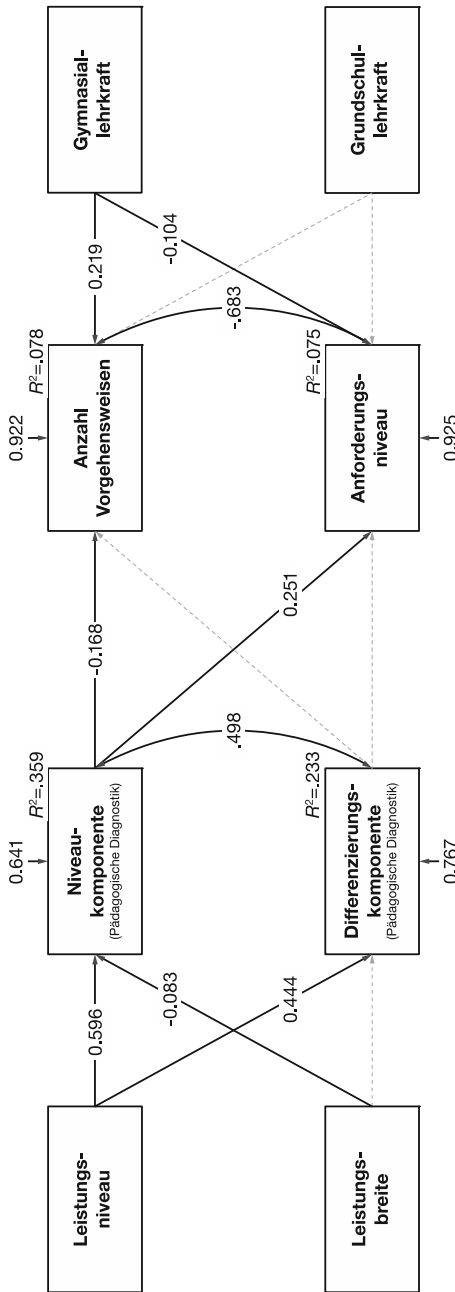 Leistungs-
niveau
Leistungs-
breite
0.596
-0.083
0.444
0.641
R²=.359
Niveau-
komponente
(Pädagogische Diagnostik)
.498
R²=.233
Differenzierungs-
komponente
(Pädagogische Diagnostik)
0.767
-0.168
0.251
0.922
R²=.078
Anzahl
Vorgehensweisen
-.683
R²=.075
Anforderungs-
niveau
0.925
0.219
-0.104
Gymnasial-
lehrkraft
Grundschul-
lehrkraft